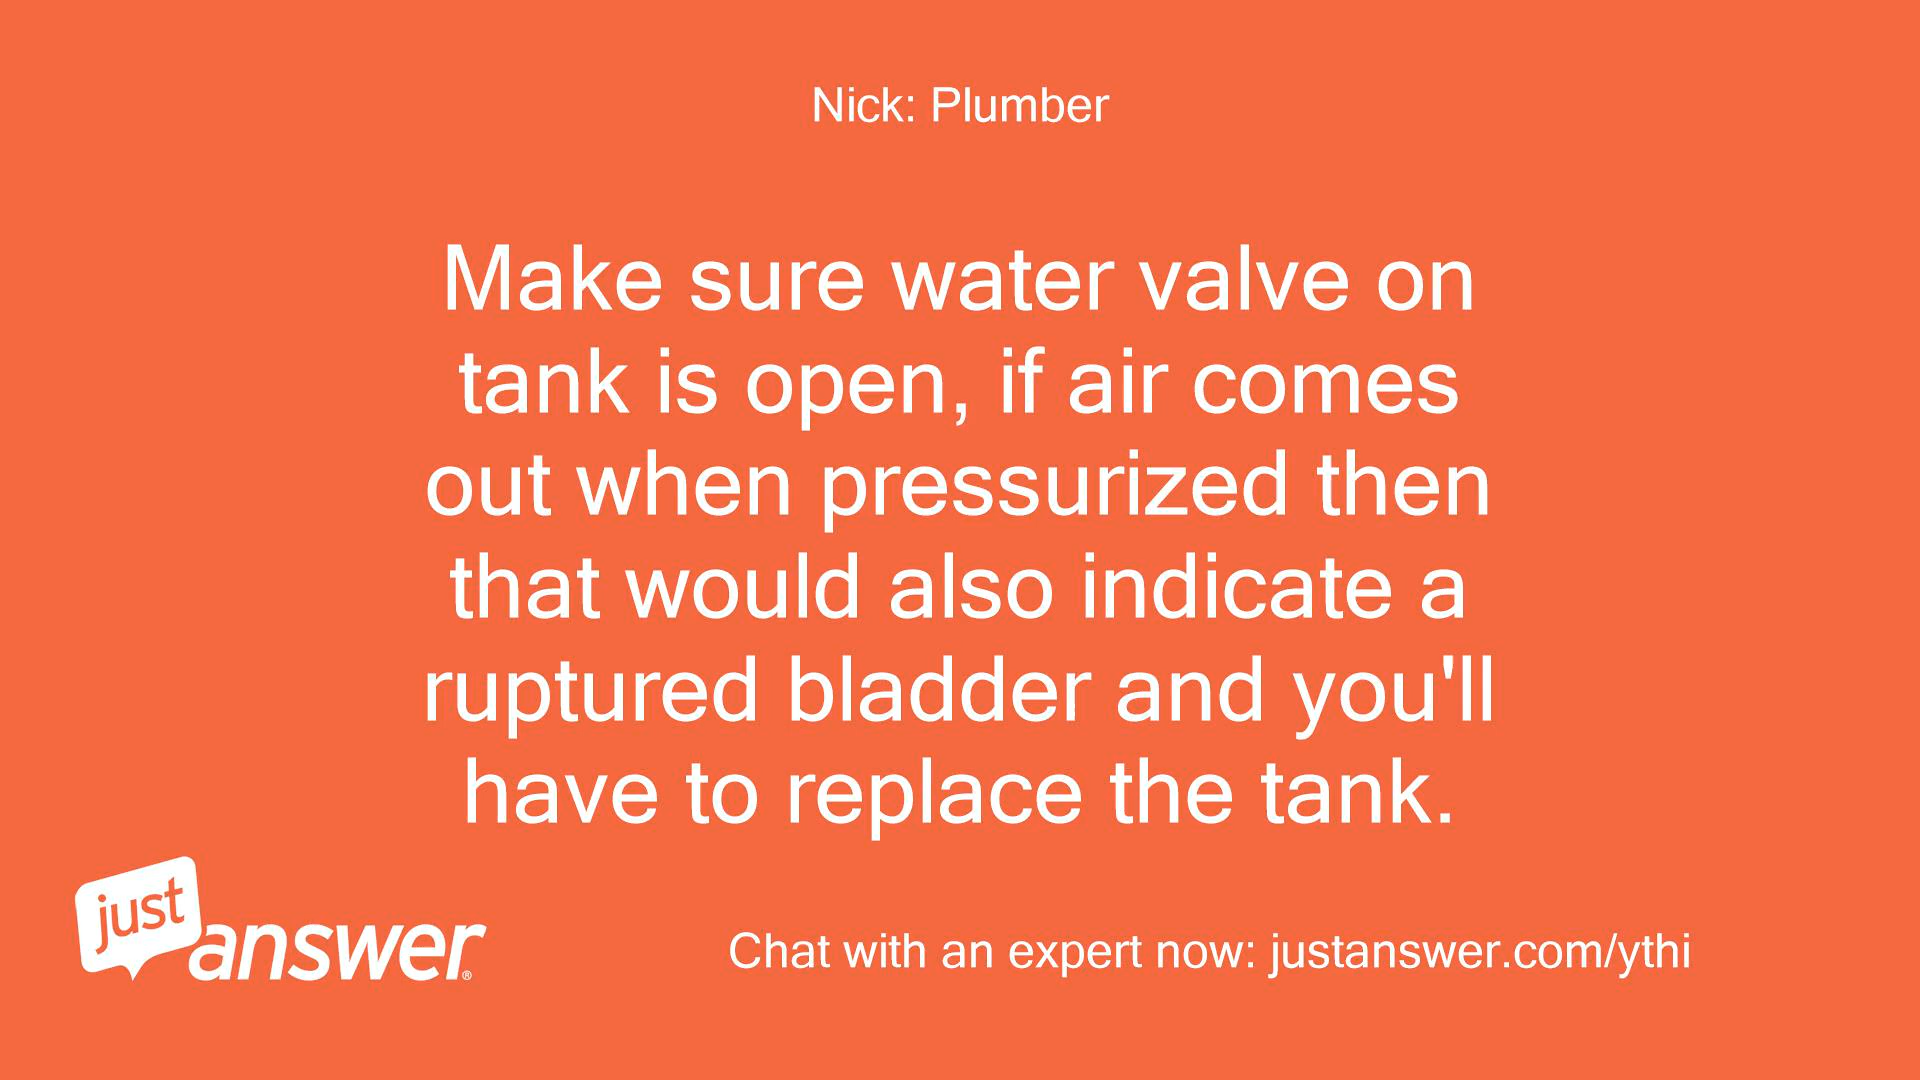 Nick: Plumber
Make sure water valve on
tank is open, if air comes
out when pressurized then
that would also indicate a
ruptured bladder and you'll
have to replace the tank.
just
answer®
Chat with an expert now: justanswer.com/ythi